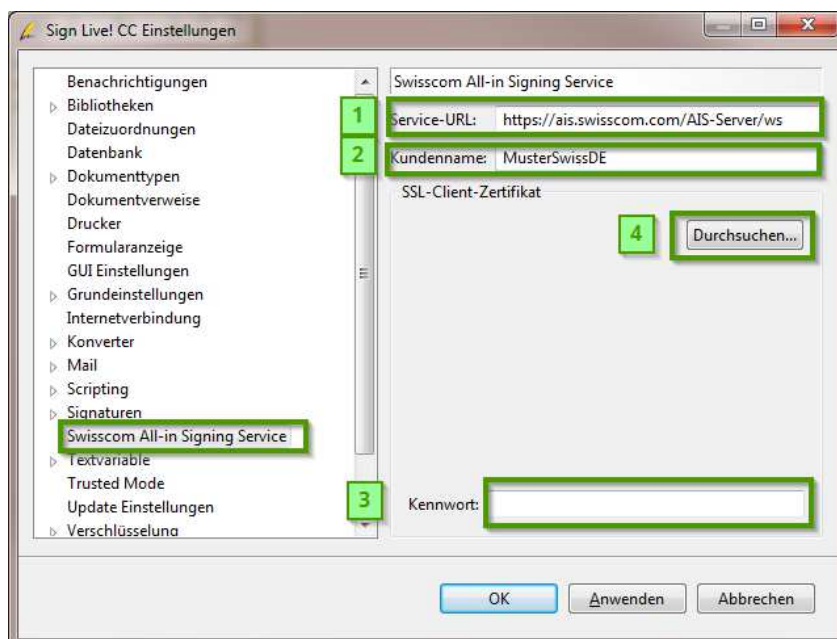 Sign Live! CC Einstellungen
Benachrichtigungen
Bibliotheken
Dateizuordnungen
Datenbank
Dokumenttypen
Dokumentverweise
Drucker
Formularanzeige
GUI Einstellungen
Grundeinstellungen
Internetverbindung
Konverter
Mail
Scripting
Signaturen
Swisscom All-in Signing Service
Textvariable
Trusted Mode
Update Einstellungen
Verschlüsselung
Swisscom All-in Signing Service
1 Service-URL: https://ais.swisscom.com/AIS-Server/ws
2 Kundenname: MusterSwissDE
SSL-Client-Zertifikat
4 Durchsuchen...
3 Kennwort:
OK Anwenden Abbrechen